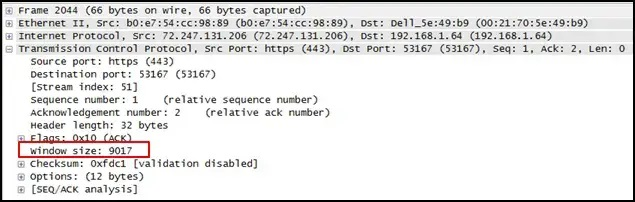 Frame 2044 (66 bytes on wire, 66 bytes captured)
Ethernet II, Src: b0:e7:54:cc:98:89 (b0:e7:54:cc:98:89), Dst: Dell_5e:49:b9 (00:21:70:5e:49:b9)
Internet Protocol, Src: 72.247.131.206 (72.247.131.206), Dst: 192.168.1.64 (192.168.1.64)
Transmission Control Protocol, Src Port: https (443), Dst Port: 53167 (53167), Seq: 1, Ack: 2, Len: 0
Source port: https (443)
Destination port: 53167 (53167)
[Stream index: 51]
Sequence number: 1 (relative sequence number)
Acknowledgement number: 2 (relative ack number)
Header length: 32 bytes
Flags: 0x10 (ACK)
Window size: 9017
Checksum: 0xfdc1 [validation disabled]
Options: (12 bytes)
[SEQ/ACK analysis]